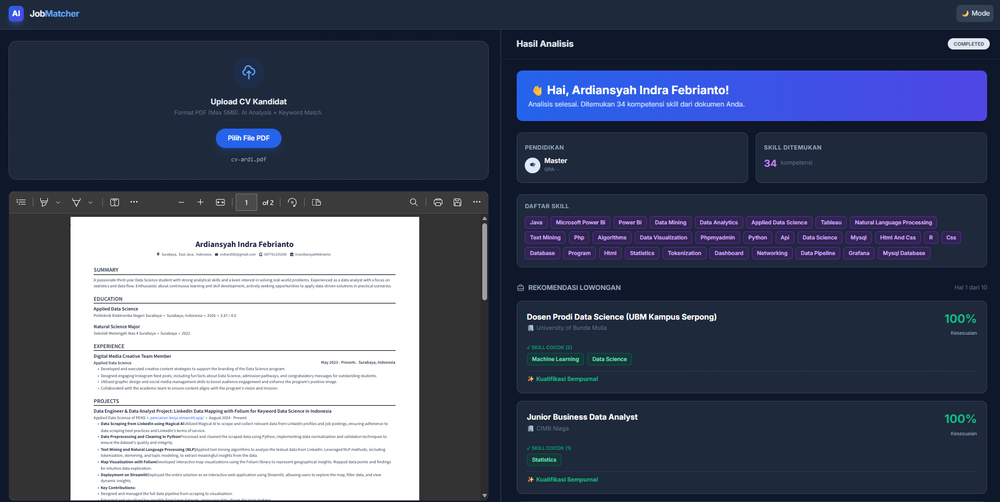 AI JobMatcher
🌙 Mode
Upload CV Kandidat
Format PDF (Max 5MB). AI Analysis + Keyword Match.
Pilih File PDF
cv-ardi.pdf
1 of 2
Ardiansyah Indra Febrianto
Surabaya, East Java, Indonesia indrardi92@gmail.com 087761135290 in/ardiansyahfebrianto
SUMMARY
A passionate third-year Data Science student with strong analytical skills and a keen interest in solving real-world problems. Experienced as a data analyst with a focus on
statistics and data flow. Enthusiastic about continuous learning and skill development, actively seeking opportunities to apply data-driven solutions in practical scenarios.
EDUCATION
Applied Data Science
Politeknik Elektronika Negeri Surabaya • Surabaya, Indonesia • 2026 • 3.67 / 4.0
Natural Science Major
Sekolah Menengah Atas 4 Surabaya • Surabaya • 2022
EXPERIENCE
Digital Media Creative Team Member
Applied Data Science May 2023 - Present, Surabaya, Indonesia
• Developed and executed creative content strategies to support the branding of the Data Science program.
• Designed engaging Instagram feed posts, including fun facts about Data Science, admission pathways, and congratulatory messages for outstanding students.
• Utilized graphic design and social media management skills to boost audience engagement and enhance the program's positive image.
• Collaborated with the academic team to ensure content aligns with the program's vision and mission.
PROJECTS
Data Engineer & Data Analyst Project: LinkedIn Data Mapping with Folium for Keyword Data Science in Indonesia
Applied Data Science of PENS • pencarian-kerja.streamlit.app/ • August 2024 - Present
• Data Scraping from LinkedIn using Magical AIUtilized Magical AI to scrape and collect relevant data from LinkedIn profiles and job postings, ensuring adherence to
data scraping best practices and LinkedIn's terms of service.
• Data Preprocessing and Cleaning in PythonProcessed and cleaned the scraped data using Python, implementing data normalization and validation techniques to
ensure the dataset's quality and integrity.
• Text Mining and Natural Language Processing (NLP)Applied text mining algorithms to analyze the textual data from LinkedIn. Leveraged NLP methods, including
tokenization, stemming, and topic modeling, to extract meaningful insights from the data.
• Map Visualization with FoliumDeveloped interactive map visualizations using the Folium library to represent geographical insights. Mapped data points and findings
for intuitive data exploration.
• Deployment on StreamlitDeployed the entire solution as an interactive web application using Streamlit, allowing users to explore the map, filter data, and view
dynamic insights.
• Key Contributions:
• Designed and managed the full data pipeline from scraping to visualization.
• Extracted and visualized key insights from large datasets, improving data-driven decision-making.
Hasil Analisis
COMPLETED
👋 Hai, Ardiansyah Indra Febrianto!
Analisis selesai. Ditemukan 34 kompetensi skill dari dokumen Anda.
PENDIDIKAN
Master
GPA: -
SKILL DITEMUKAN
34 kompetensi
DAFTAR SKILL
Java Microsoft Power Bi Power Bi Data Mining Data Analytics Applied Data Science Tableau Natural Language Processing
Text Mining Php Algorithms Data Visualization Phpmyadmin Python Api Data Science Mysql Html And Css R Css
Database Program Html Statistics Tokenization Dashboard Networking Data Pipeline Grafana Mysql Database
REKOMENDASI LOWONGAN
Hal 1 dari 10
Dosen Prodi Data Science (UBM Kampus Serpong)
University of Bunda Mulia
100%
Kesesuaian
✓ SKILL COCOK (2)
Machine Learning Data Science
✨ Kualifikasi Sempurna!
Junior Business Data Analyst
CIMB Niaga
100%
Kesesuaian
✓ SKILL COCOK (1)
Statistics
✨ Kualifikasi Sempurna!